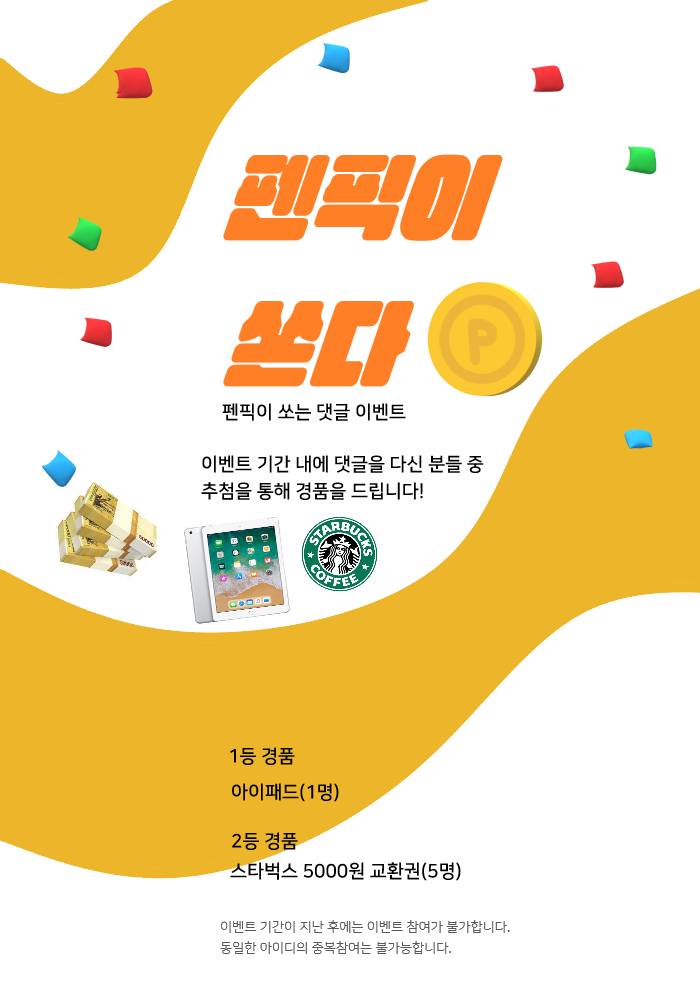 펜픽이
쏜다
P
펜픽이 쏘는 댓글 이벤트
이벤트 기간 내에 댓글을 다신 분들 중
추첨을 통해 경품을 드립니다!
STARBUCKS
COFFEE
50000
1등 경품
아이패드(1명)
2등 경품
스타벅스 5000원 교환권(5명)
이벤트 기간이 지난 후에는 이벤트 참여가 불가합니다.
동일한 아이디의 중복참여는 불가능합니다.